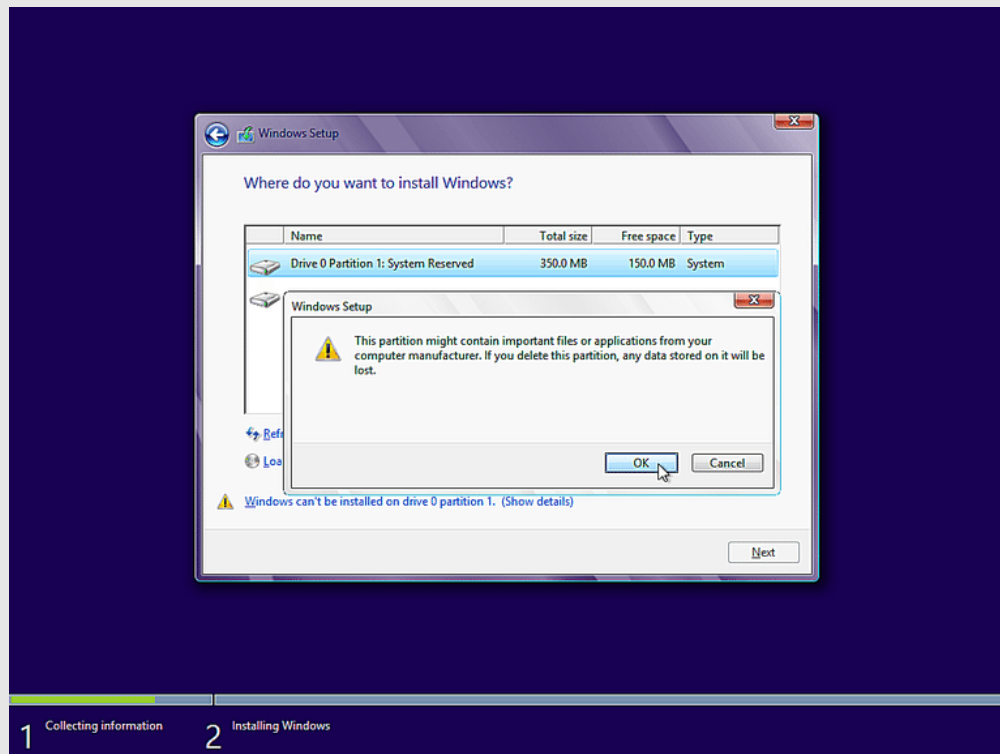 Windows Setup
Where do you want to install Windows?
Name Total size Free space Type
Drive 0 Partition 1: System Reserved 350.0 MB 150.0 MB System
Windows Setup
This partition might contain important files or applications from your
computer manufacturer. If you delete this partition, any data stored on it will be
lost.
Refr
Loa
OK Cancel
Windows can't be installed on drive 0 partition 1. (Show details)
Next
1 Collecting information 2 Installing Windows